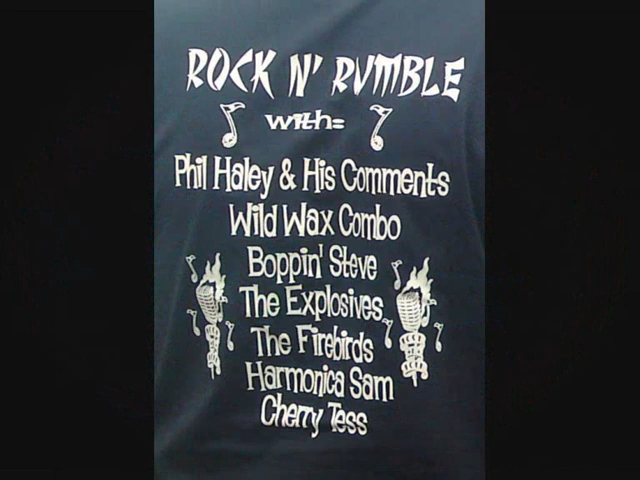 ROCK N' RUMBLE
with:
Phil Haley & His Comments
Wild Wax Combo
Boppin' Steve
The Explosives
The Firebirds
Harmonica Sam
Cherry Tess